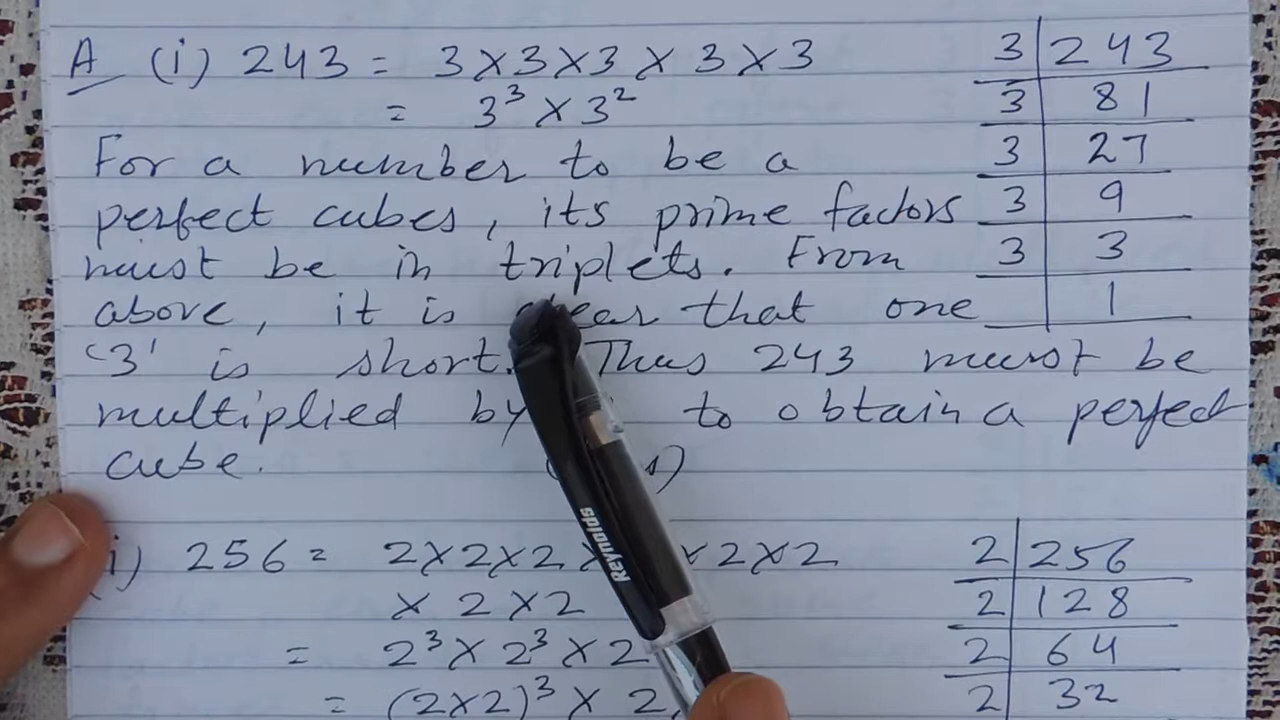 A (i) 243 = 3×3×3×3×3
= 3³ × 3²
For a number to be a
perfect cubes, its prime factors
must be in triplets. From
above, it is clear that one
'3' is short. Thus 243 must be
multiplied by to obtain a perfect
cube.
3 243
3 81
3 27
3 9
3 3
1
i) 256 = 2×2×2 × 2×2
× 2×2
= 2³ × 2³ × 2
= (2×2)³ × 2
2 256
2 128
2 64
2 32
Reynolds